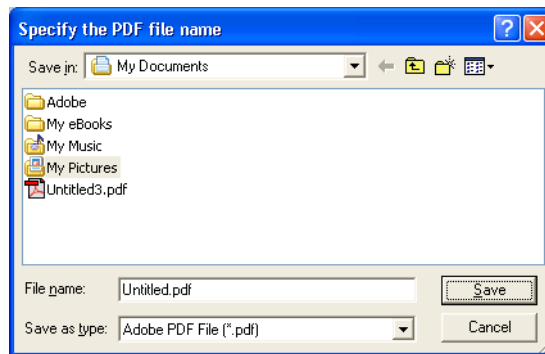 Specify the PDF file name
Save in: My Documents
Adobe
My eBooks
My Music
My Pictures
Untitled3.pdf
File name: Untitled.pdf Save
Save as type: Adobe PDF File (*.pdf) Cancel